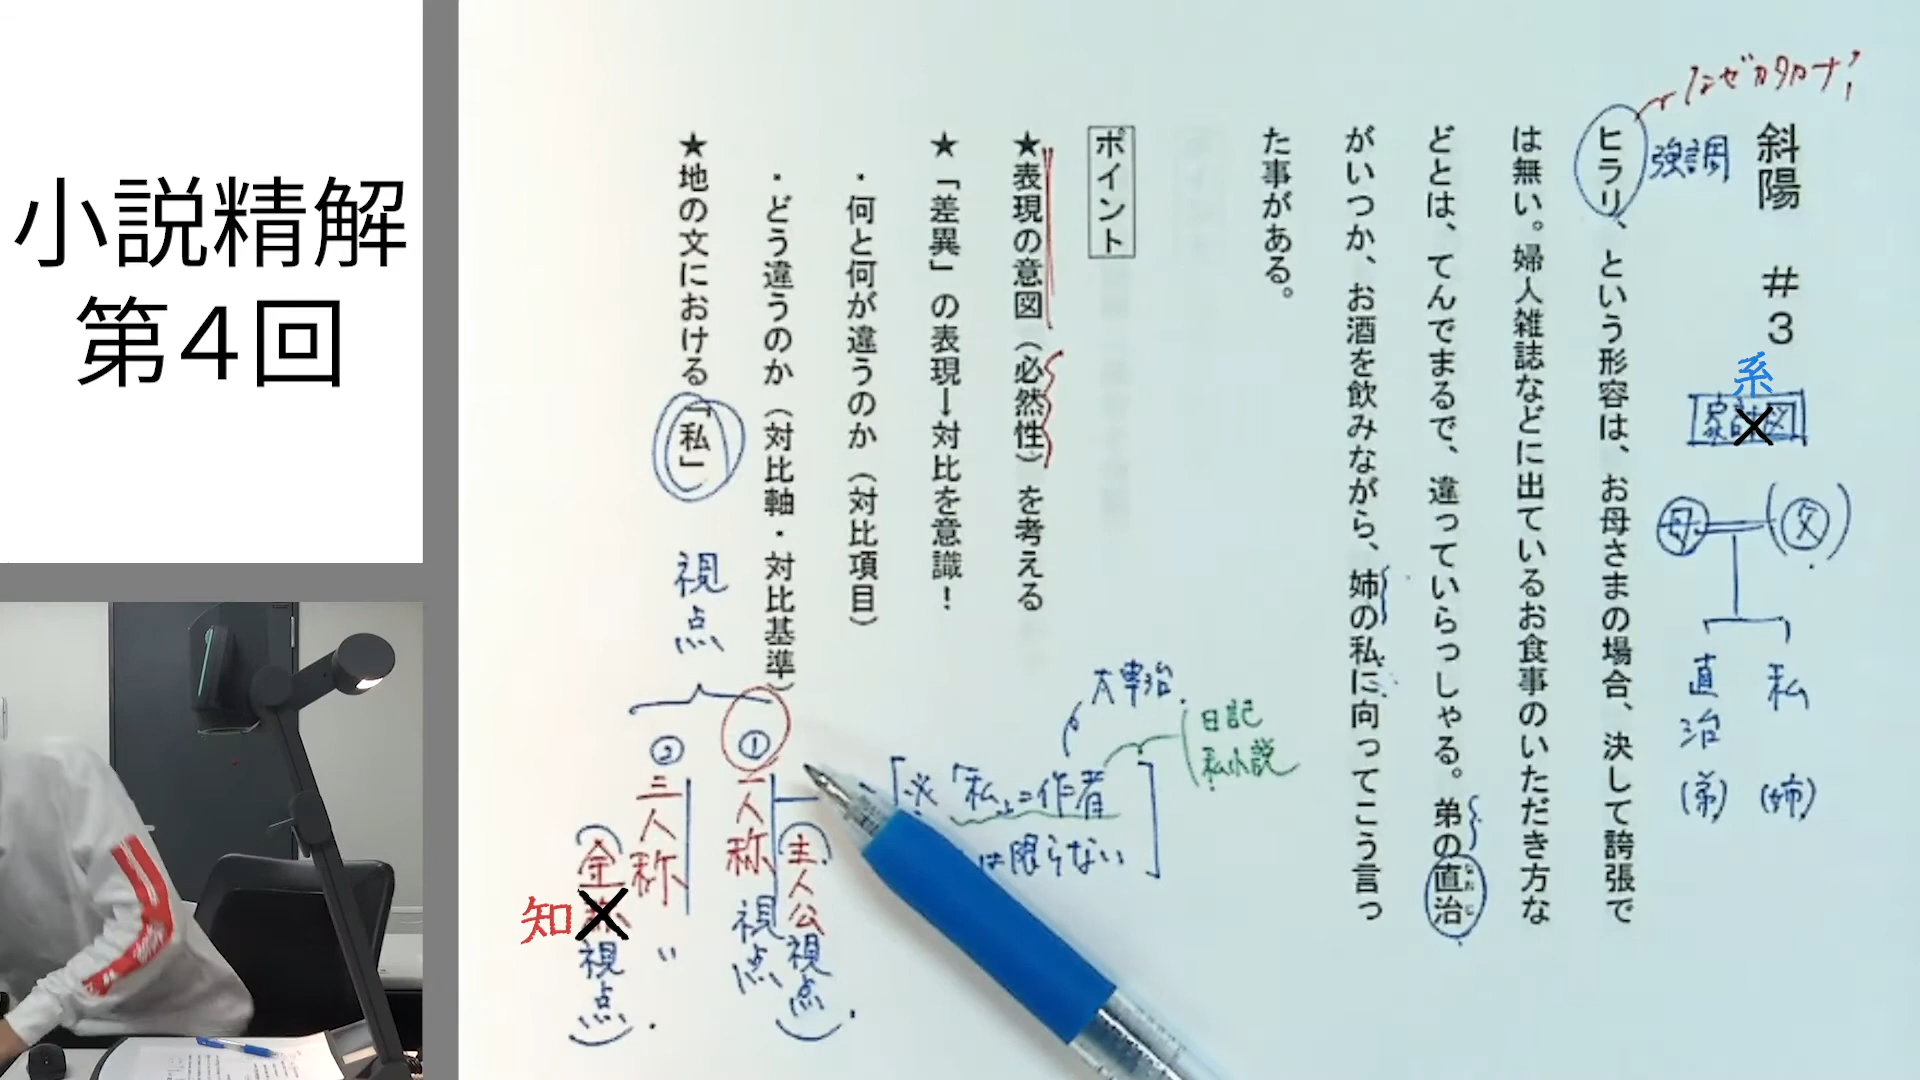 小説精解
第4回
なぜカタカナ?
強調
斜陽 #3
系
家計図
母 (父)
私(姉)
直治(弟)
ヒラリ、という形容は、お母さまの場合、決して誇張で
は無い。婦人雑誌などに出ているお食事のいただき方な
どとは、てんでまるで、違っていらっしゃる。弟の直治
なおじ
がいつか、お酒を飲みながら、姉の私に向ってこう言っ
た事がある。
ポイント
★表現の意図(必然性)を考える
★「差異」の表現→対比を意識!
・何と何が違うのか(対比項目)
・どう違うのか(対比軸・対比基準)
★地の文における「私」
視点
①一人称視点
(主人公視点)
②三人称〃
(全 視点)
知
太宰治
日記
私小説
※「私」=作者
は限らない